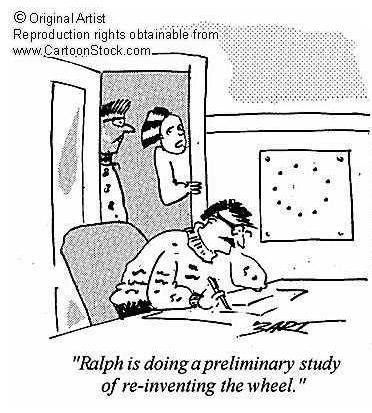 © Original Artist
Reproduction rights obtainable from
www.CartoonStock.com
BART
"Ralph is doing a preliminary study
of re-inventing the wheel."